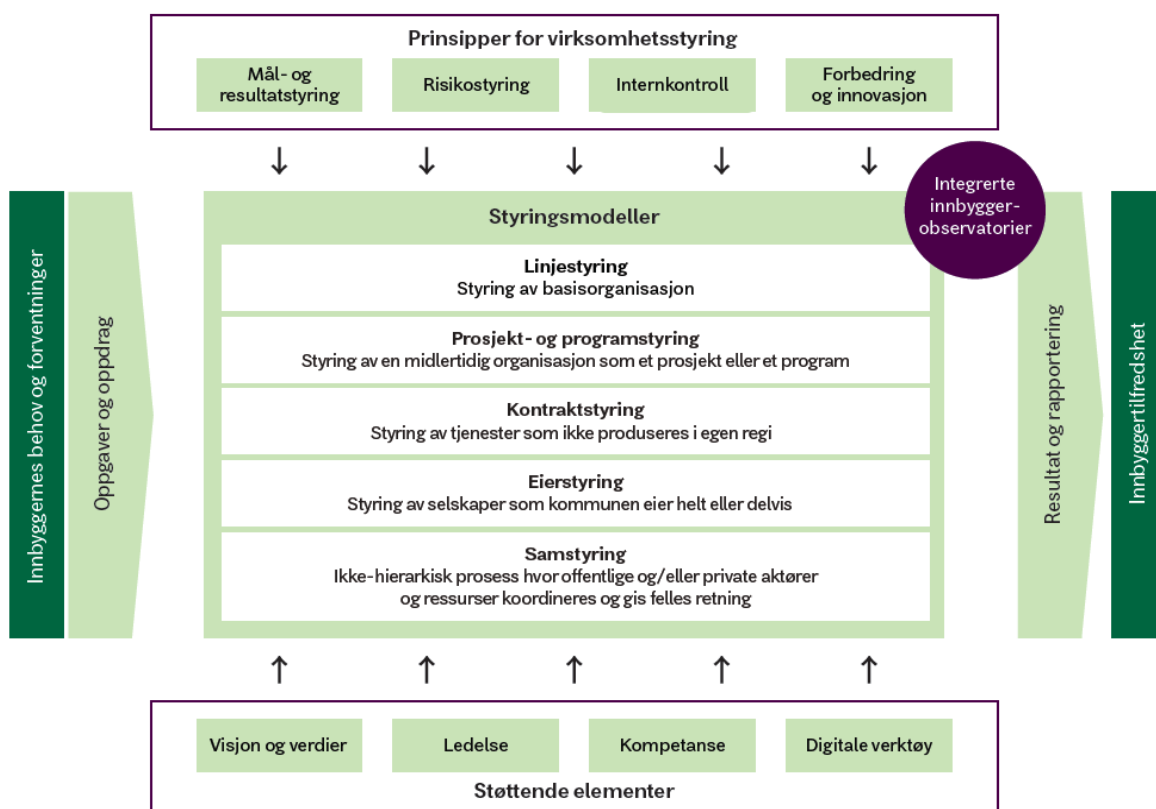 Prinsipper for virksomhetsstyring
Mål- og
resultatstyring
Risikostyring
Internkontroll
Forbedring
og innovasjon
Integrerte
innbygger-
observatorier
Innbyggernes behov og forventninger
Oppgaver og oppdrag
Styringsmodeller
Linjestyring
Styring av basisorganisasjon
Prosjekt- og programstyring
Styring av en midlertidig organisasjon som et prosjekt eller et program
Kontraktstyring
Styring av tjenester som ikke produseres i egen regi
Eierstyring
Styring av selskaper som kommunen eier helt eller delvis
Samstyring
Ikke-hierarkisk prosess hvor offentlige og/eller private aktører
og ressurser koordineres og gis felles retning
Resultat og rapportering
Innbyggertilfredshet
Visjon og verdier
Ledelse
Kompetanse
Digitale verktøy
Støttende elementer